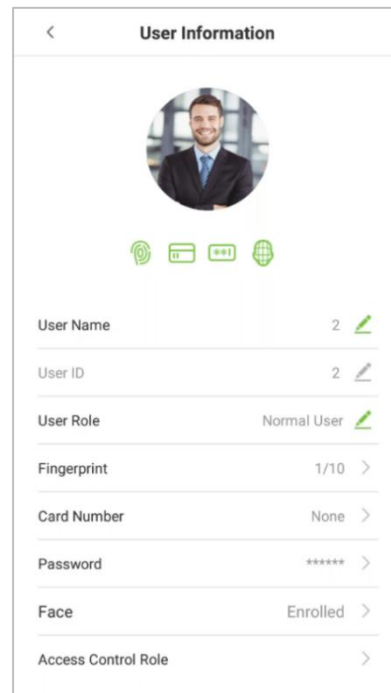 User Information
User Name 2
User ID 2
User Role Normal User
Fingerprint 1/10
Card Number None
Password ******
Face Enrolled
Access Control Role